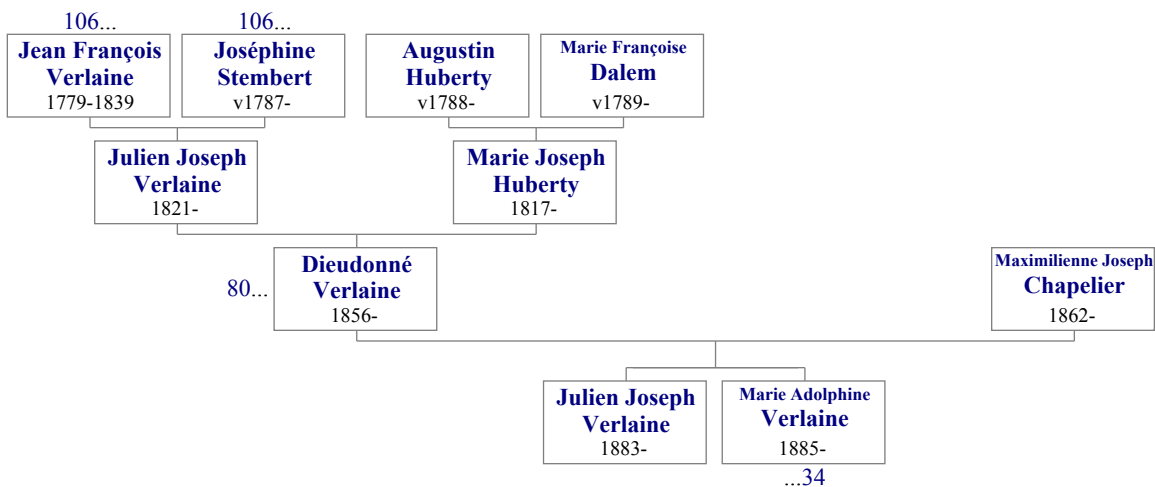 106...
106...
Jean François
Verlaine
1779-1839
Joséphine
Stembert
v1787-
Augustin
Huberty
v1788-
Marie Françoise
Dalem
v1789-
Julien Joseph
Verlaine
1821-
Marie Joseph
Huberty
1817-
80...
Dieudonné
Verlaine
1856-
Maximilienne Joseph
Chapelier
1862-
Julien Joseph
Verlaine
1883-
Marie Adolphine
Verlaine
1885-
...34